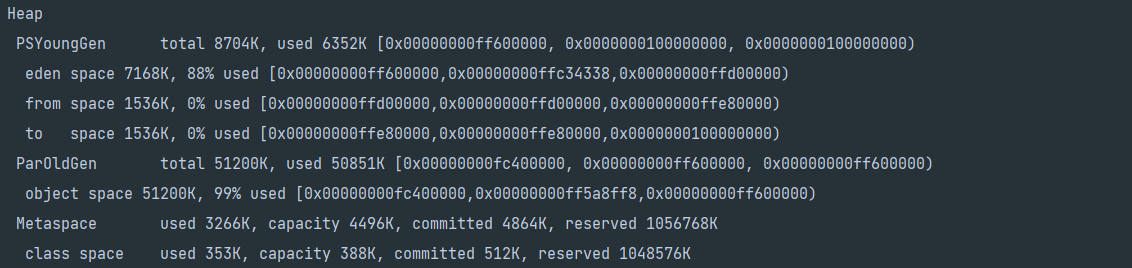 Heap
 PSYoungGen      total 8704K, used 6352K [0x00000000ff600000, 0x0000000100000000, 0x0000000100000000)
  eden space 7168K, 88% used [0x00000000ff600000,0x00000000ffc34338,0x00000000ffd00000)
  from space 1536K, 0% used [0x00000000ffd00000,0x00000000ffd00000,0x00000000ffe80000)
  to   space 1536K, 0% used [0x00000000ffe80000,0x00000000ffe80000,0x0000000100000000)
 ParOldGen       total 51200K, used 50851K [0x00000000fc400000, 0x00000000ff600000, 0x00000000ff600000)
  object space 51200K, 99% used [0x00000000fc400000,0x00000000ff5a8ff8,0x00000000ff600000)
 Metaspace       used 3266K, capacity 4496K, committed 4864K, reserved 1056768K
  class space    used 353K, capacity 388K, committed 512K, reserved 1048576K